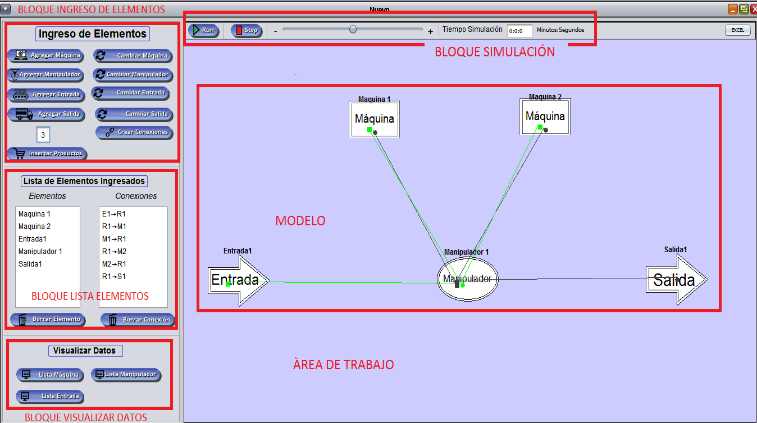 BLOQUE INGRESO DE ELEMENTOS
Nuevo
Ingreso de Elementos
Agregar Máquina
Cambiar Máquina
Agregar Manipulador
Cambiar Manipulador
Agregar Entrada
Cambiar Entrada
Agregar Salida
Cambiar Salida
3
Crear Conexiones
Insertar Productos
Run
Stop
-
+
Tiempo Simulación
0:0:0
Minutos:Segundos
EXCEL
BLOQUE SIMULACIÓN
Lista de Elementos Ingresados
Elementos
Conexiones
Maquina 1
Maquina 2
Entrada1
Manipulador 1
Salida1
E1→R1
R1→M1
M1→R1
R1→M2
M2→R1
R1→S1
BLOQUE LISTA ELEMENTOS
Borrar Elemento
Borrar Conexión
Visualizar Datos
Lista Máquina
Lista Manipulador
Lista Entrada
BLOQUE VISUALIZAR DATOS
Maquina 1
Máquina
Maquina 2
Máquina
MODELO
Entrada1
Entrada
Manipulador 1
Manipulador
Salida1
Salida
ÀREA DE TRABAJO